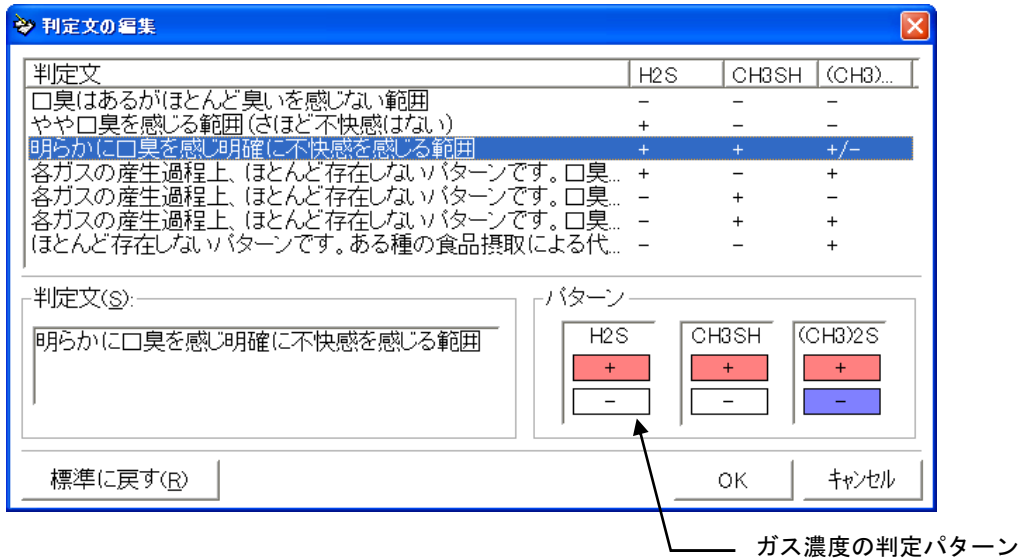 判定文の編集
判定文 H2S CH3SH (CH3)...
口臭はあるがほとんど臭いを感じない範囲 − − −
やや口臭を感じる範囲(さほど不快感はない) + − −
明らかに口臭を感じ明確に不快感を感じる範囲 + + +/−
各ガスの産生過程上、ほとんど存在しないパターンです。口臭... + − +
各ガスの産生過程上、ほとんど存在しないパターンです。口臭... − + −
各ガスの産生過程上、ほとんど存在しないパターンです。口臭... − + +
ほとんど存在しないパターンです。ある種の食品摂取による代... − − +
判定文(S):
明らかに口臭を感じ明確に不快感を感じる範囲
パターン
H2S CH3SH (CH3)2S
+ + +
− − −
標準に戻す(R) OK キャンセル
ガス濃度の判定パターン